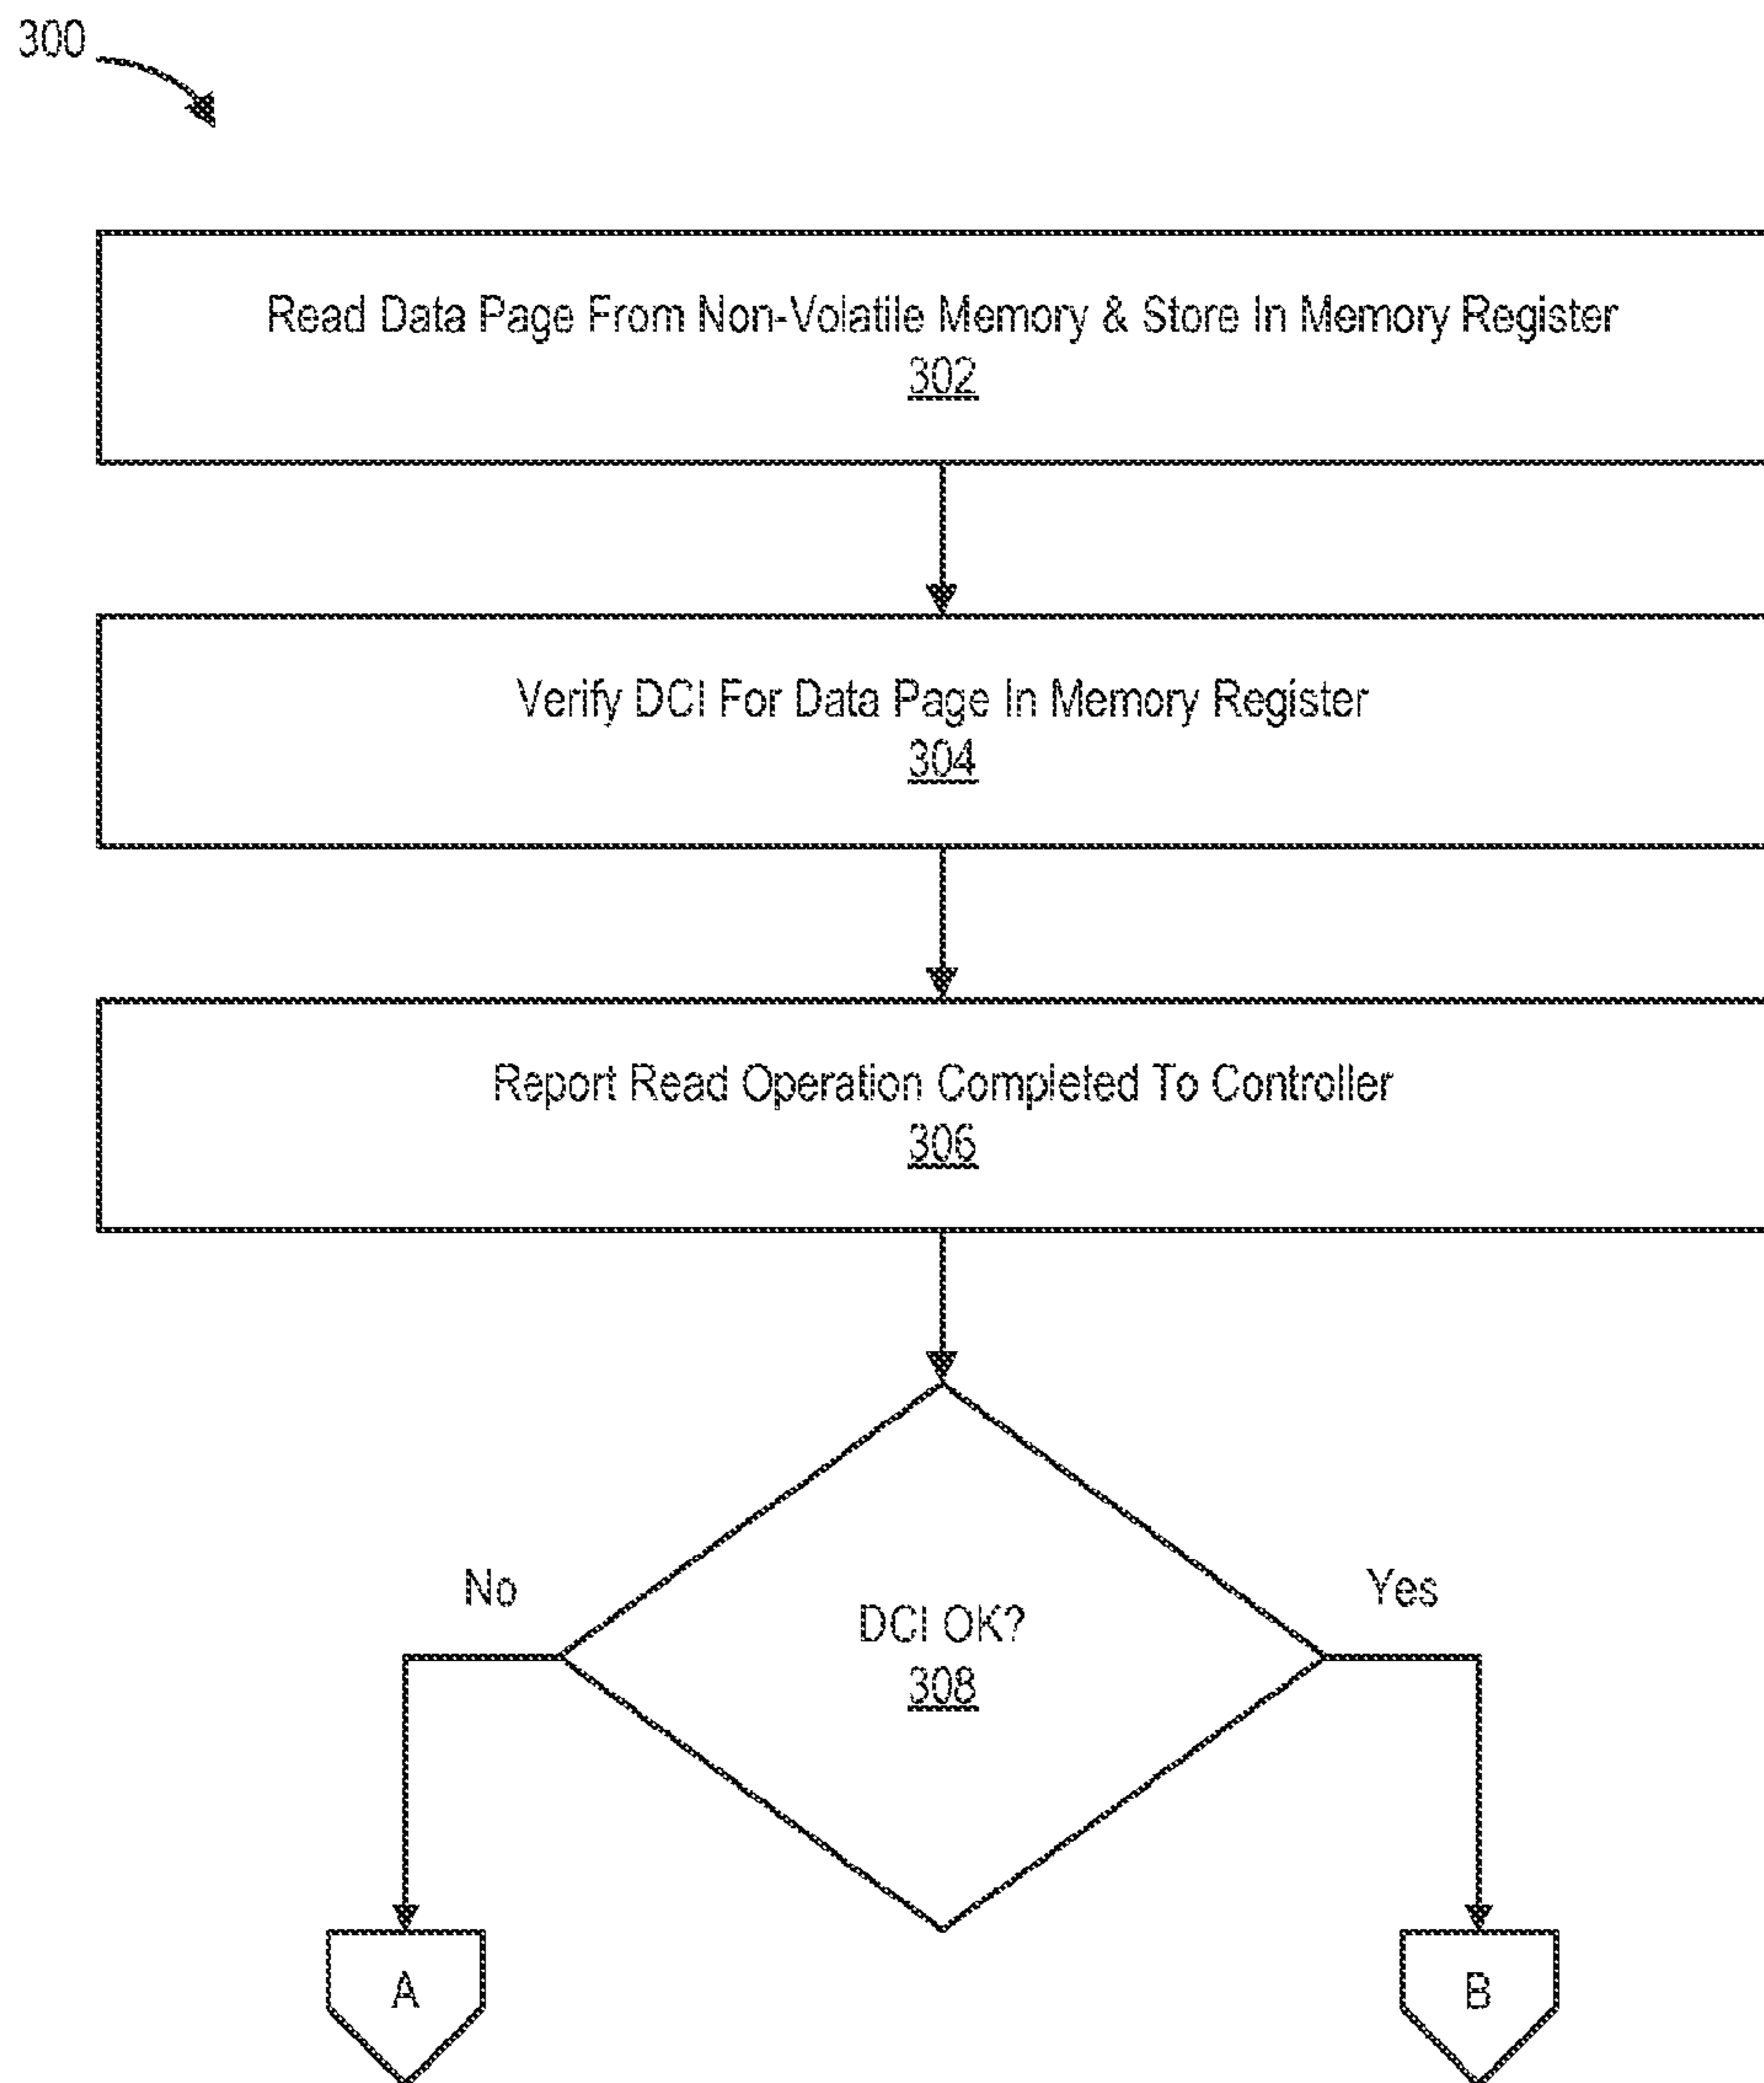 300
Read Data Page From Non-Volatile Memory & Store In Memory Register
302
Verify DCI For Data Page In Memory Register
304
Report Read Operation Completed To Controller
306
No
Yes
DCI OK?
308
A
B